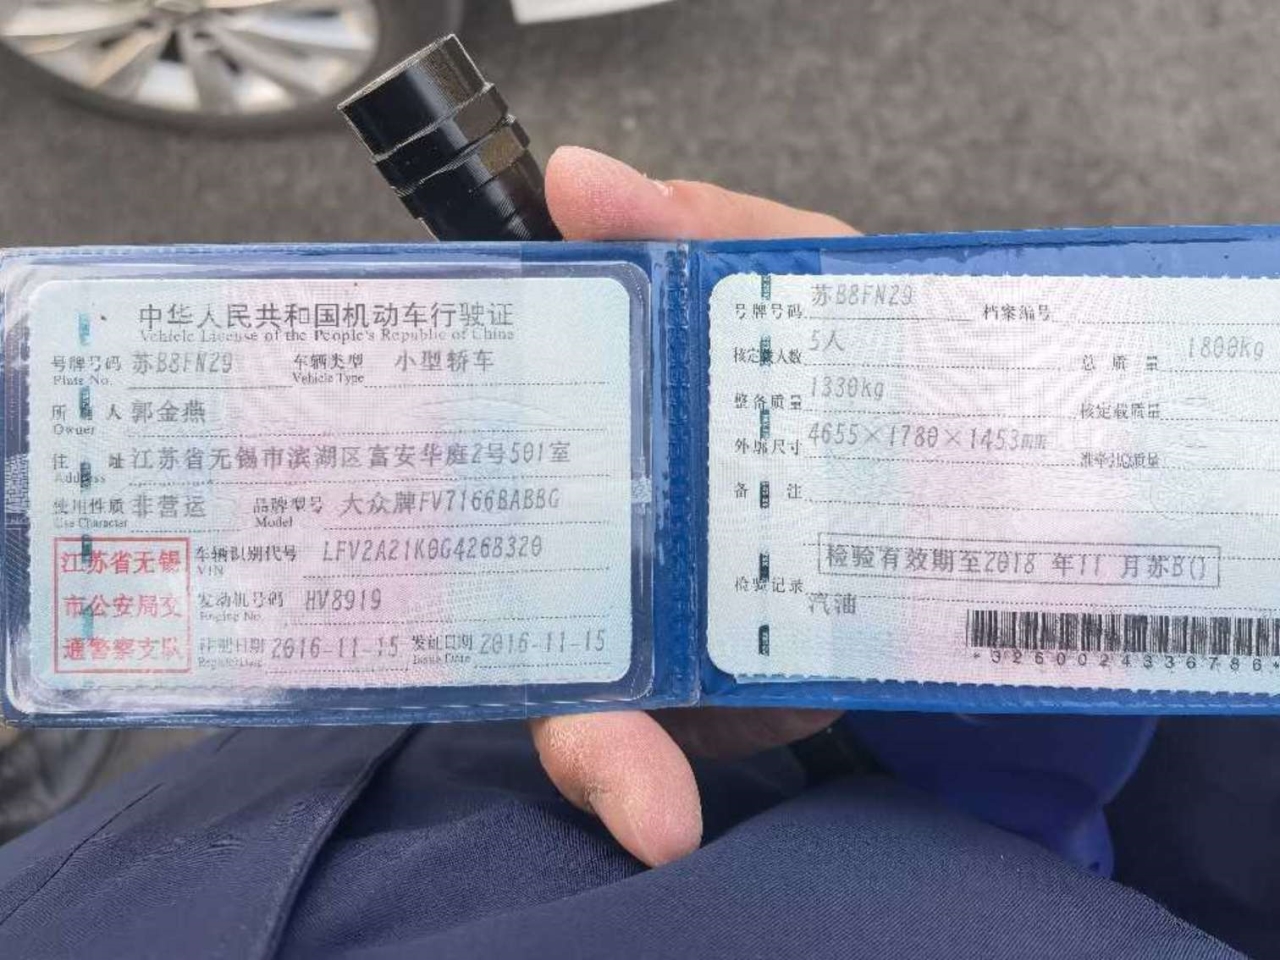 中华人民共和国机动车行驶证
Vehicle License of the People's Republic of China
号牌号码 苏B8FN29 车辆类型 小型轿车
Plate No. Vehicle Type
所 人 郭金燕
Owner
住 址 江苏省无锡市滨湖区富安华庭2号501室
Address
使用性质 非营运 品牌型号 大众牌FV7166BABBG
Use Character Model
江苏省无锡
市公安局交
通警察支队
车辆识别代号 LFV2A21K0G4268320
VIN
发动机号码 HV8919
Engine No.
注册日期 2016-11-15 发证日期 2016-11-15
Issue Date
号牌号码 苏B8FN29 档案编号
核定载人数 5人 总质量 1800Kg
整备质量 1330Kg 核定载质量
外廓尺寸 4655×1780×1453mm 准牵引总质量
备 注
检验有效期至2018 年11 月苏B()
检验记录
汽油
*3260024336786*